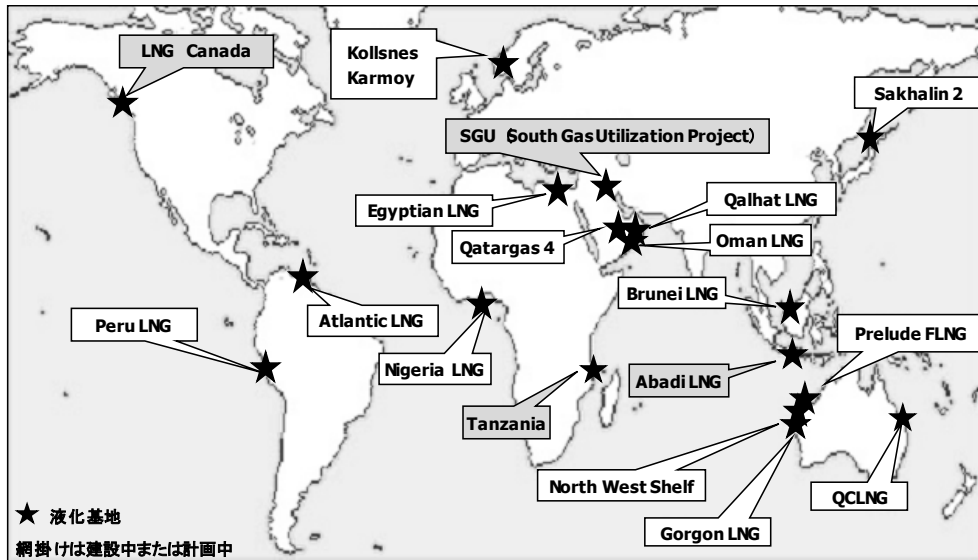 LNG Canada
Kollsnes
Karmoy
Sakhalin 2
SGU (South Gas Utilization Project)
Egyptian LNG
Qalhat LNG
Qatargas 4
Oman LNG
Brunei LNG
Peru LNG
Atlantic LNG
Nigeria LNG
Prelude FLNG
Abadi LNG
Tanzania
North West Shelf
QCLNG
Gorgon LNG
★ 液化基地
網掛けは建設中または計画中